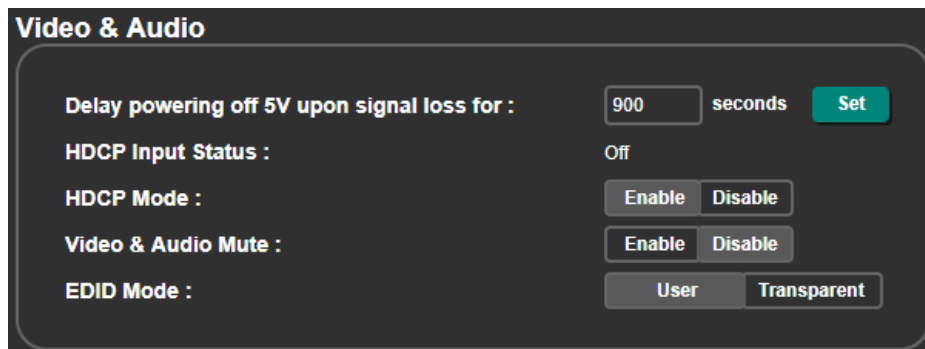 Video & Audio
Delay powering off 5V upon signal loss for : 900 seconds Set
HDCP Input Status : Off
HDCP Mode : Enable Disable
Video & Audio Mute : Enable Disable
EDID Mode : User Transparent